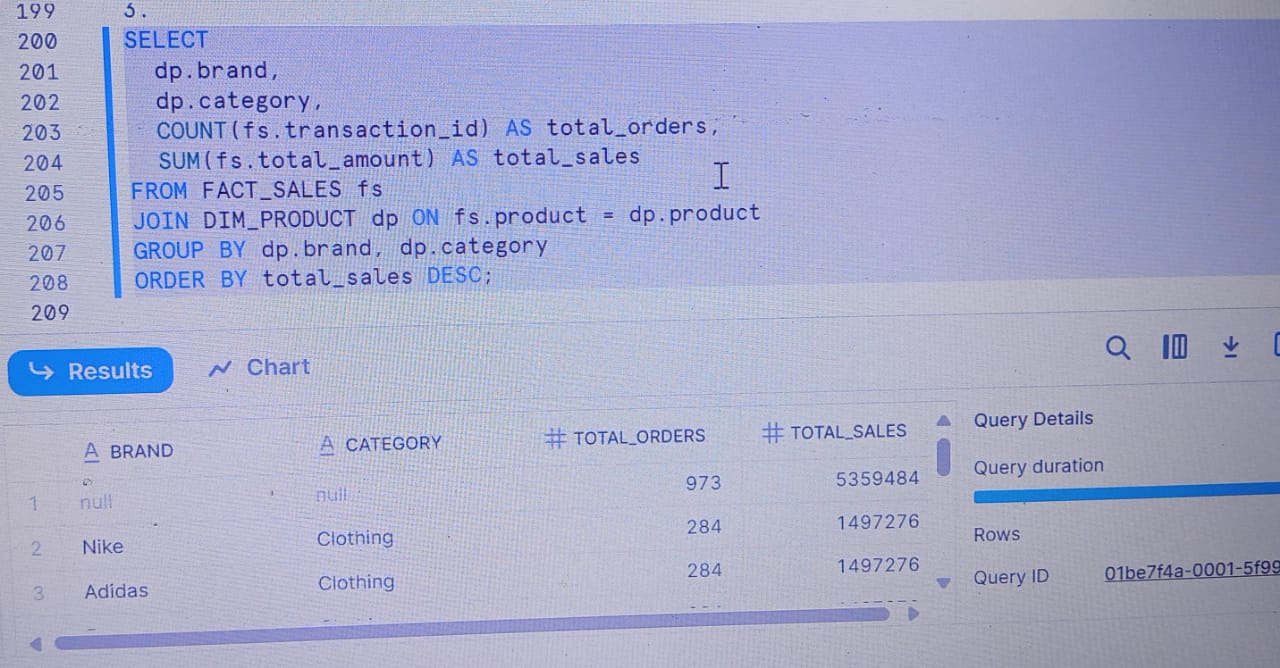 199 3.
200 SELECT
201 dp.brand,
202 dp.category,
203 COUNT(fs.transaction_id) AS total_orders,
204 SUM(fs.total_amount) AS total_sales
205 FROM FACT_SALES fs
206 JOIN DIM_PRODUCT dp ON fs.product = dp.product
207 GROUP BY dp.brand, dp.category
208 ORDER BY total_sales DESC;
209
Results Chart
A BRAND A CATEGORY # TOTAL_ORDERS # TOTAL_SALES
1 null null 973 5359484
2 Nike Clothing 284 1497276
3 Adidas Clothing 284 1497276
Query Details
Query duration
Rows
Query ID 01be7f4a-0001-5f99